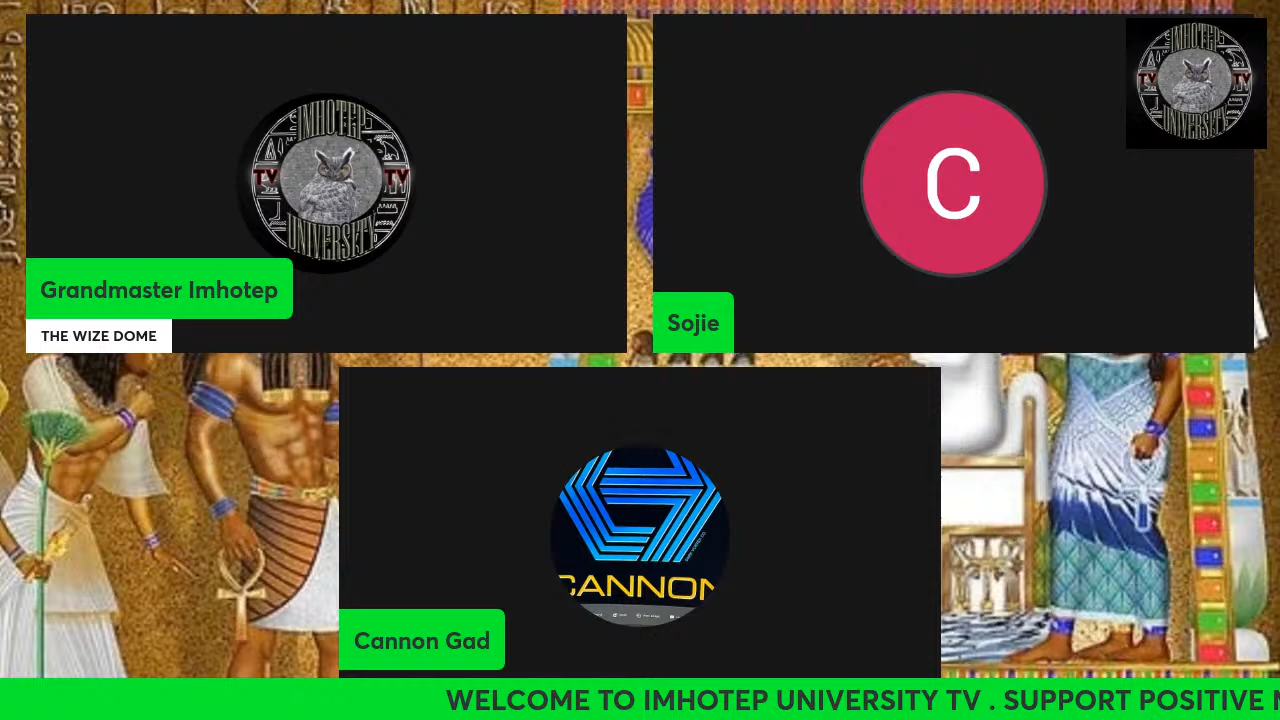 IMHOTEP
TV TV
UNIVERSITY
Grandmaster Imhotep
THE WIZE DOME
C
Sojie
IMHOTEP
TV TV
UNIVERSITY
CANNON
Cannon Gad
WELCOME TO IMHOTEP UNIVERSITY TV . SUPPORT POSITIVE